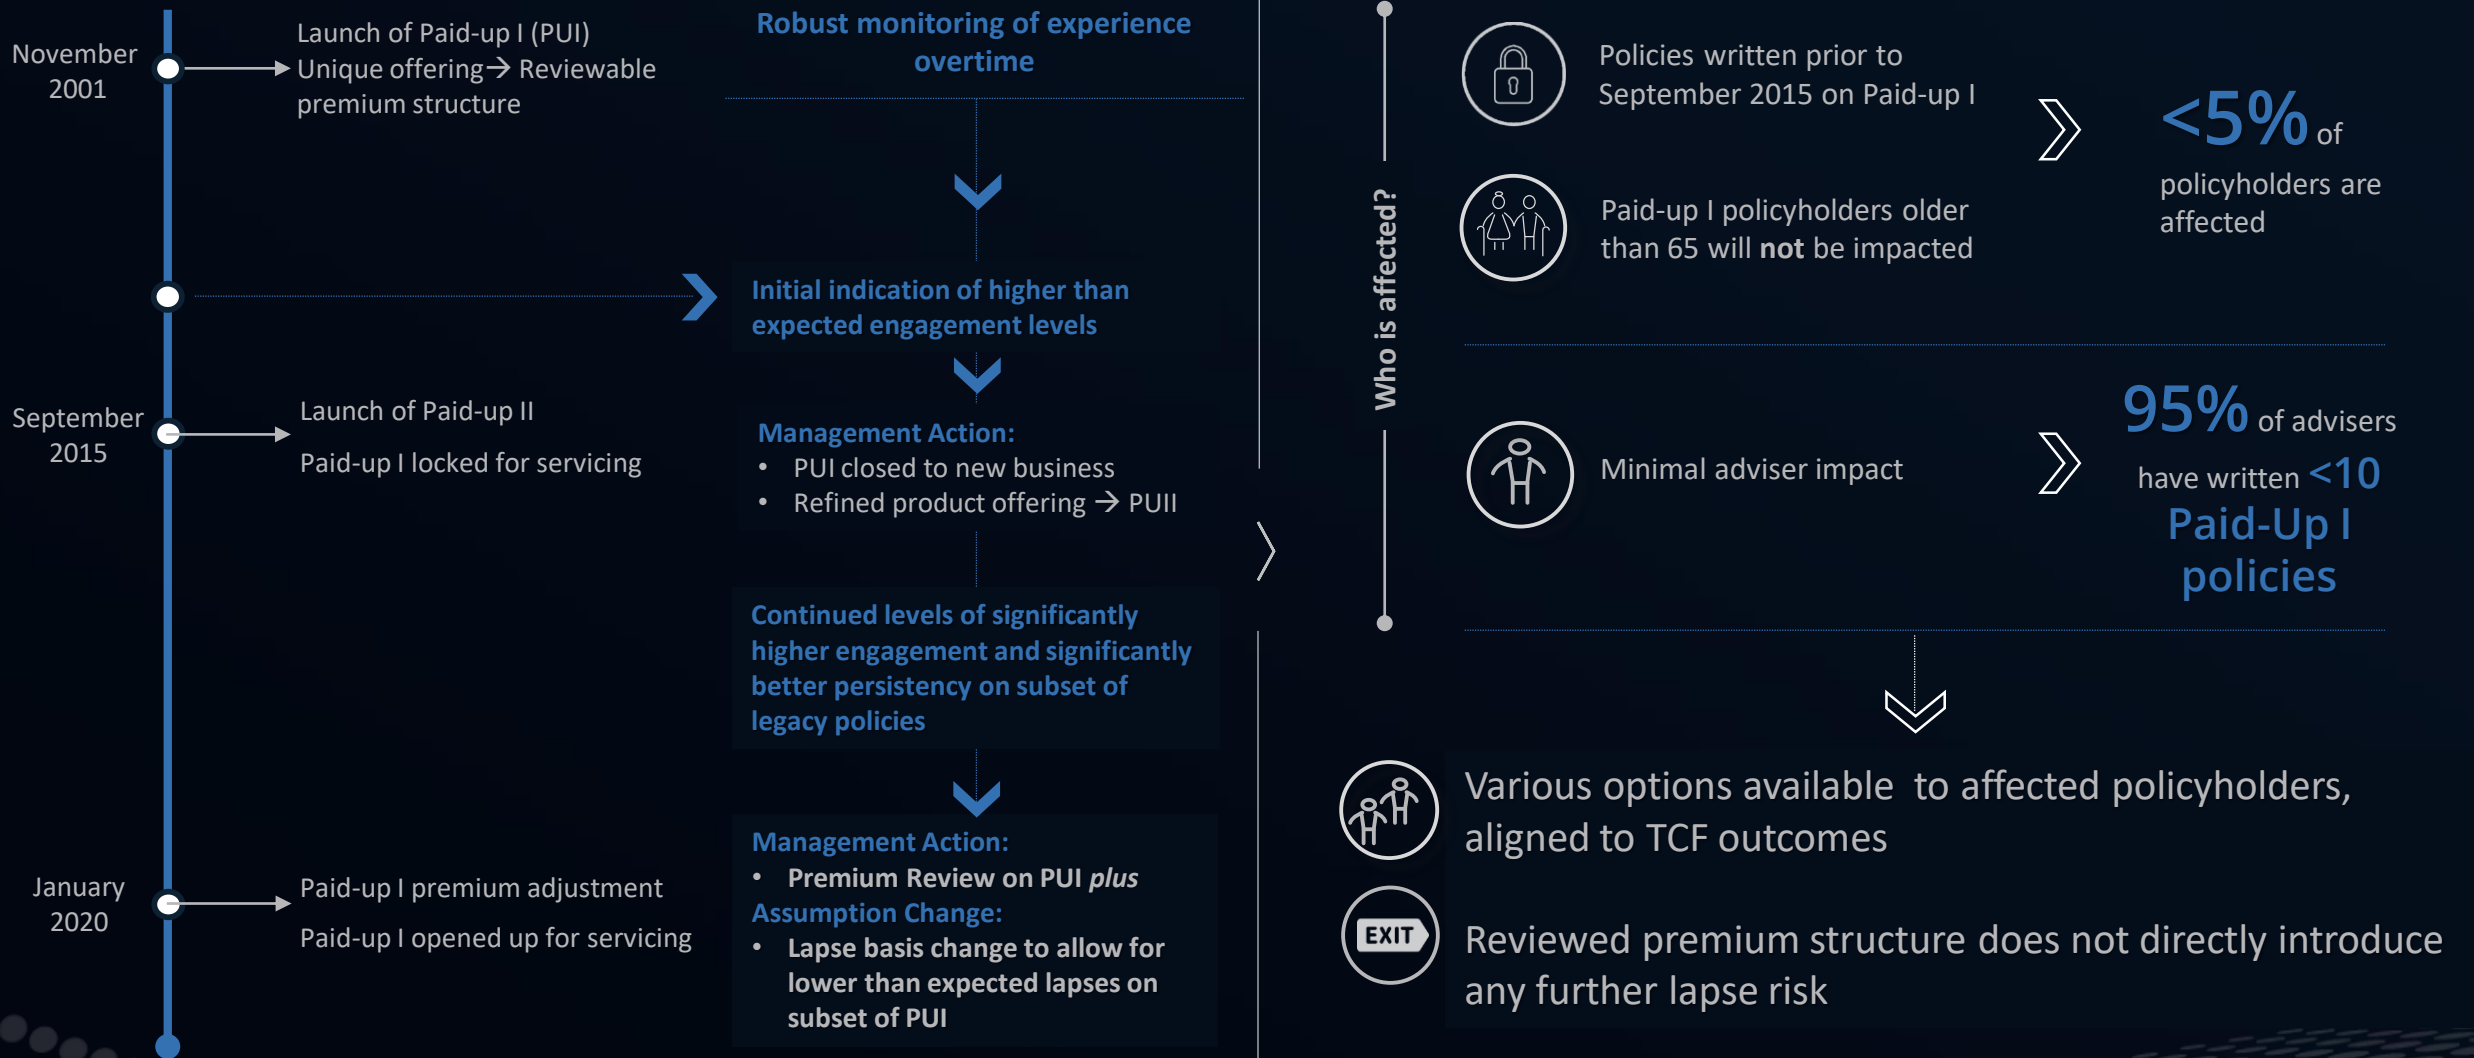 November
2001
Launch of Paid-up I (PUI)
Unique offering→ Reviewable
premium structure
September
2015
Launch of Paid-up II
Paid-up I locked for servicing
January
2020
Paid-up I premium adjustment
Paid-up I opened up for servicing
Robust monitoring of experience
overtime
Initial indication of higher than
expected engagement levels
Management Action:
• PUI closed to new business
• Refined product offering → PUII
Continued levels of significantly
higher engagement and significantly
better persistency on subset of
legacy policies
Management Action:
• Premium Review on PUI plus
Assumption Change:
• Lapse basis change to allow for
lower than expected lapses on
subset of PUI
Who is affected?
Policies written prior to
September 2015 on Paid-up I
Paid-up I policyholders older
than 65 will not be impacted
<5% of
policyholders are
affected
Minimal adviser impact
95% of advisers
have written <10
Paid-Up I
policies
Various options available  to affected policyholders,
aligned to TCF outcomes
EXIT
Reviewed premium structure does not directly introduce
any further lapse risk